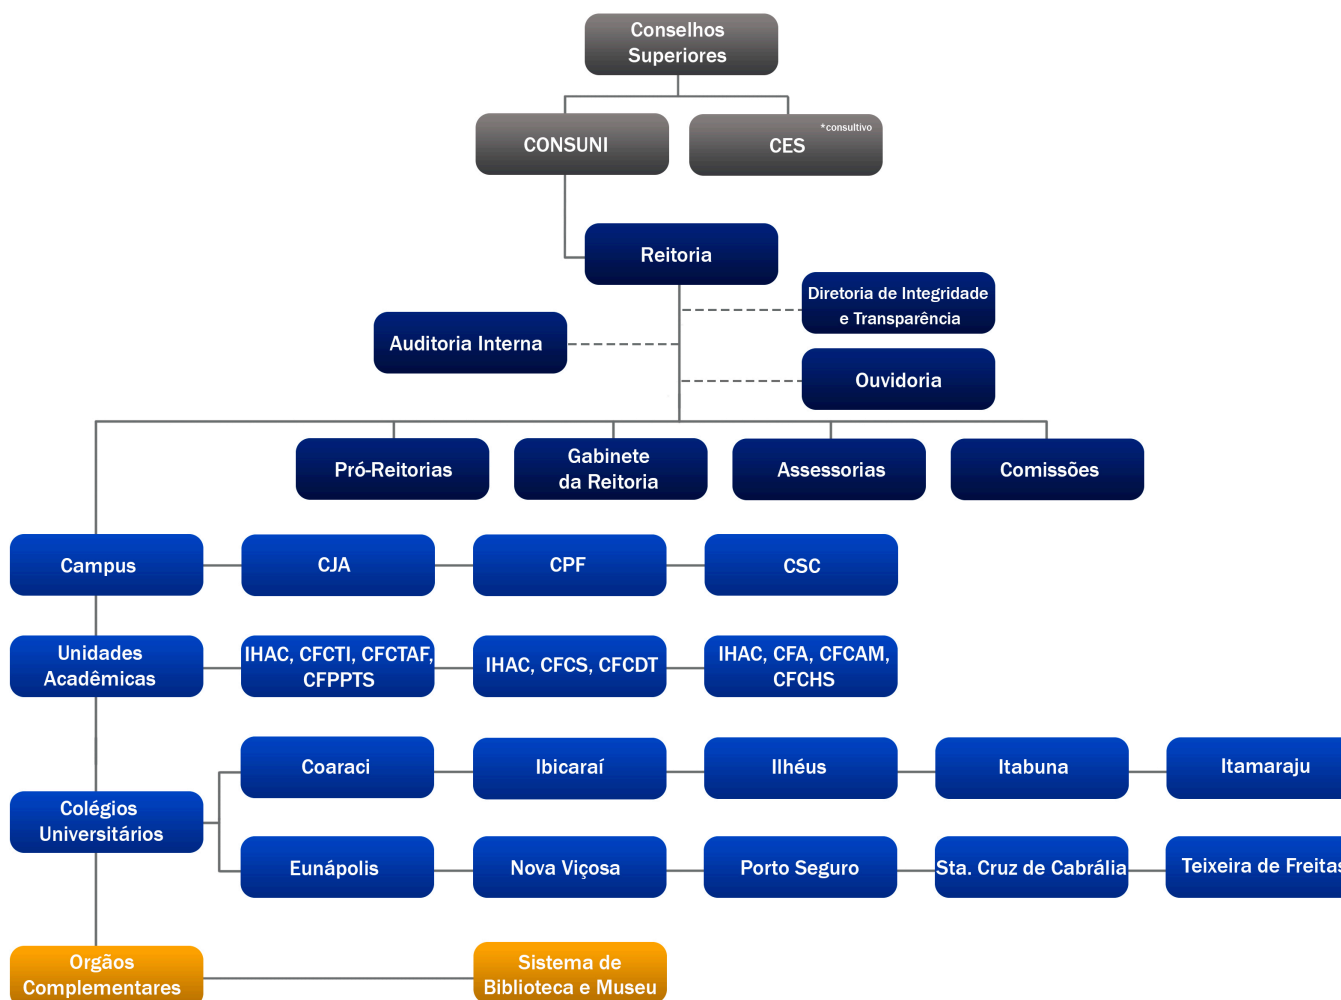 Conselhos
Superiores
CONSUNI
*consultivo
CES
Reitoria
Diretoria de Integridade
e Transparência
Auditoria Interna
Ouvidoria
Pró-Reitorias
Gabinete
da Reitoria
Assessorias
Comissões
Campus
CJA
CPF
CSC
Unidades
Acadêmicas
IHAC, CFCTI, CFCTAF,
CFPPTS
IHAC, CFCS, CFCDT
IHAC, CFA, CFCAM,
CFCHS
Colégios
Universitários
Coaraci
Ibicaraí
Ilhéus
Itabuna
Itamaraju
Eunápolis
Nova Viçosa
Porto Seguro
Sta. Cruz de Cabrália
Teixeira de Freitas
Orgãos
Complementares
Sistema de
Biblioteca e Museu